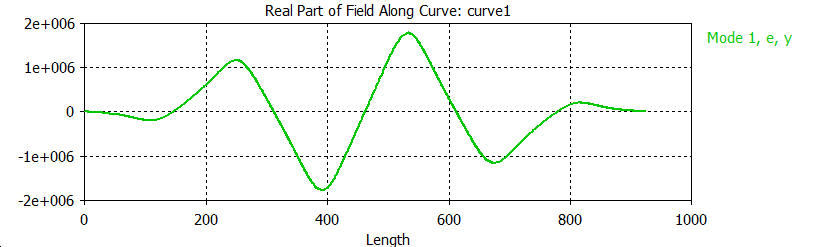 Real Part of Field Along Curve: curve1
2e+006
Mode 1, e, y
1e+006
0
-1e+006
-2e+006
0 200 400 600 800 1000
Length